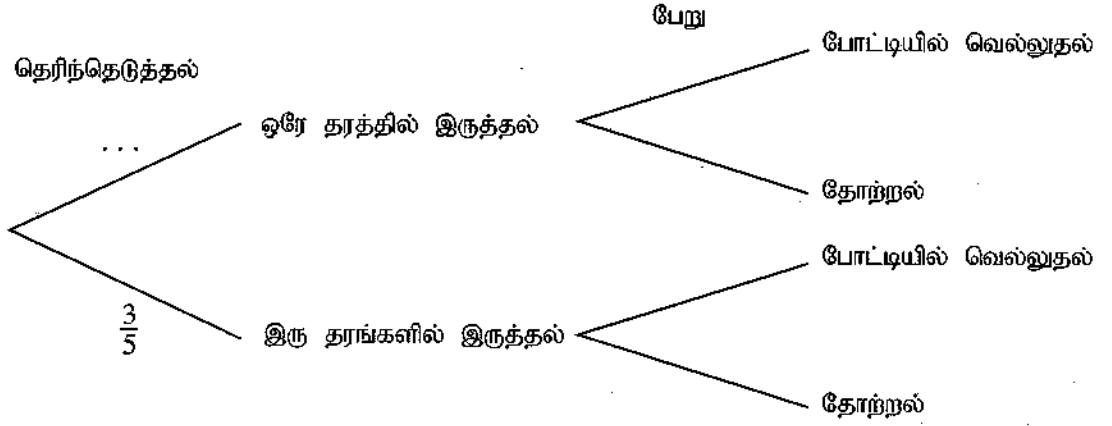 பேறு
போட்டியில் வெல்லுதல்
தெரிந்தெடுத்தல்
ஒரே தரத்தில் இருத்தல்
. . .
தோற்றல்
போட்டியில் வெல்லுதல்
3/5
இரு தரங்களில் இருத்தல்
தோற்றல்